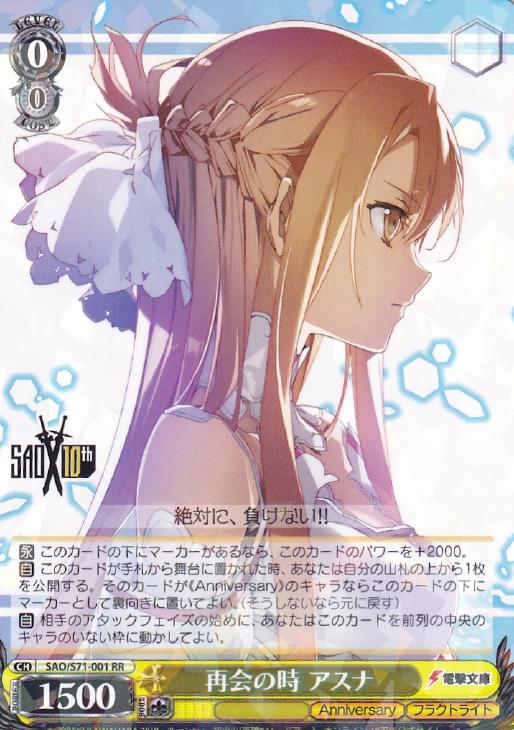 LEVEL
0
0
COST
SAO 10th
絶対に、負けない!!!
永 このカードの下にマーカーがあるなら、このカードのパワーを+2000。
自 このカードが手札から舞台に置かれた時、あなたは自分の山札の上から1枚
を公開する。そのカードが《Anniversary》のキャラならこのカードの下に
マーカーとして裏向きに置いてよい。(そうしないなら元に戻す)
自 相手のアタックフェイズの始めに、あなたはこのカードを前列の中央の
キャラのいない枠に動かしてよい。
CH SAO/S71-001 RR
POWER
1500
再会の時 アスナ
電撃文庫
Anniversary フラクトライト